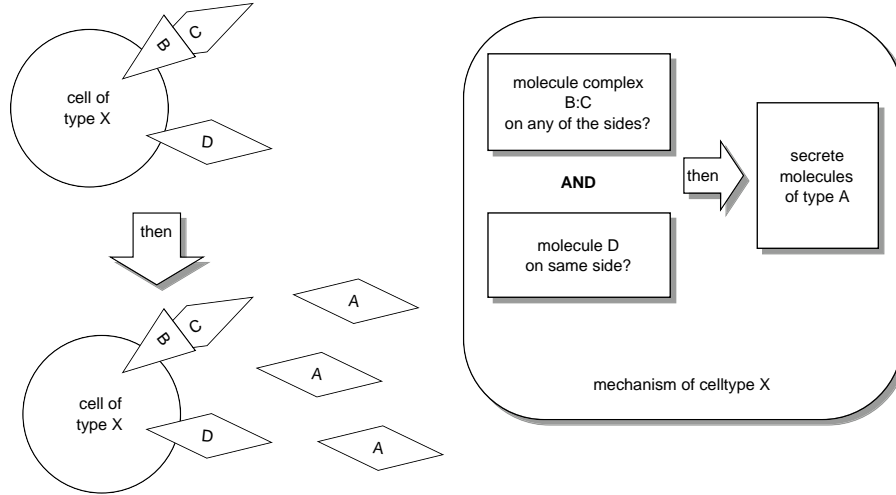 B
C
cell of
type X
D
then
B
C
cell of
type X
D
A
A
A
molecule complex
B:C
on any of the sides?
AND
molecule D
on same side?
then
secrete
molecules
of type A
mechanism of celltype X